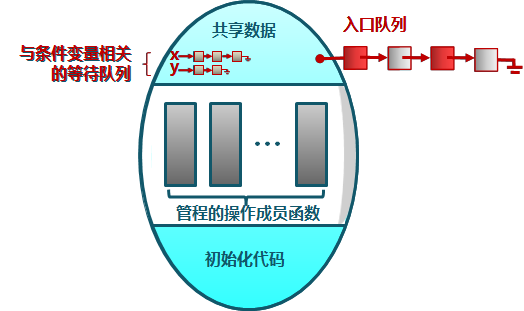 共享数据
入口队列
与条件变量相关
的等待队列
x
y
…
管程的操作成员函数
初始化代码